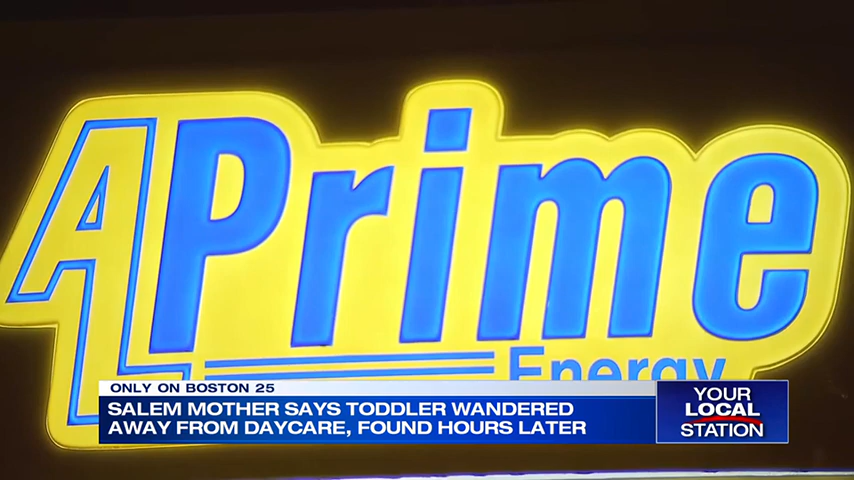 A Prime
Energy
ONLY ON BOSTON 25
SALEM MOTHER SAYS TODDLER WANDERED
AWAY FROM DAYCARE, FOUND HOURS LATER
YOUR
LOCAL
STATION